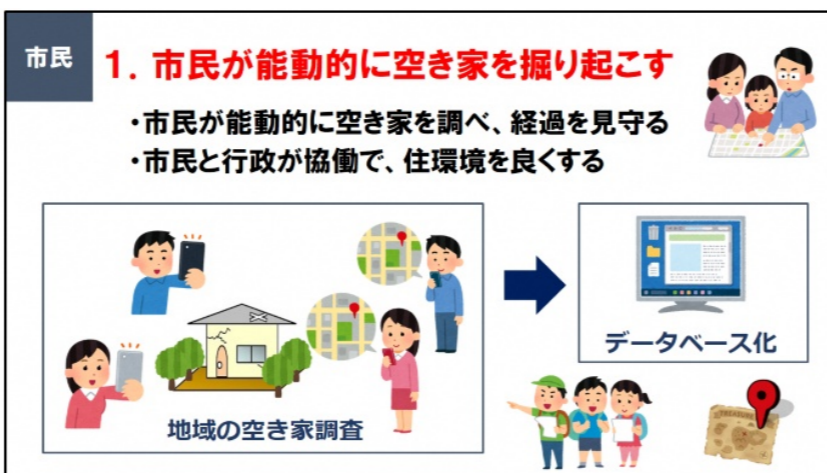 市民
1．市民が能動的に空き家を掘り起こす
・市民が能動的に空き家を調べ、経過を見守る
・市民と行政が協働で、住環境を良くする
地域の空き家調査
データベース化
TREASURE